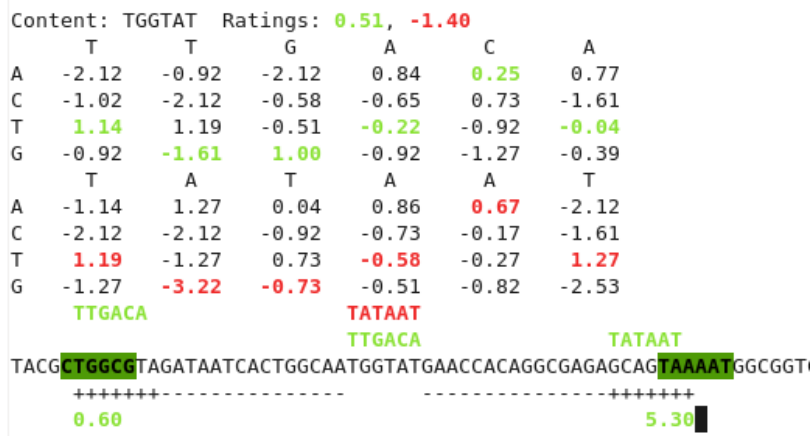 Content: TGGTAT  Ratings: 0.51, -1.40
T T G A C A
A -2.12 -0.92 -2.12 0.84 0.25 0.77
C -1.02 -2.12 -0.58 -0.65 0.73 -1.61
T 1.14 1.19 -0.51 -0.22 -0.92 -0.04
G -0.92 -1.61 1.00 -0.92 -1.27 -0.39
T A T A A T
A -1.14 1.27 0.04 0.86 0.67 -2.12
C -2.12 -2.12 -0.92 -0.73 -0.17 -1.61
T 1.19 -1.27 0.73 -0.58 -0.27 1.27
G -1.27 -3.22 -0.73 -0.51 -0.82 -2.53
TTGACA TATAAT
TTGACA TATAAT
TACGCTGGCGTAGATAATCACTGGCAATGGTATGAACCACAGGCGAGAGCAGTAAAATGGCGGTG
+++++++--------------- ---------------+++++++
0.60 5.30